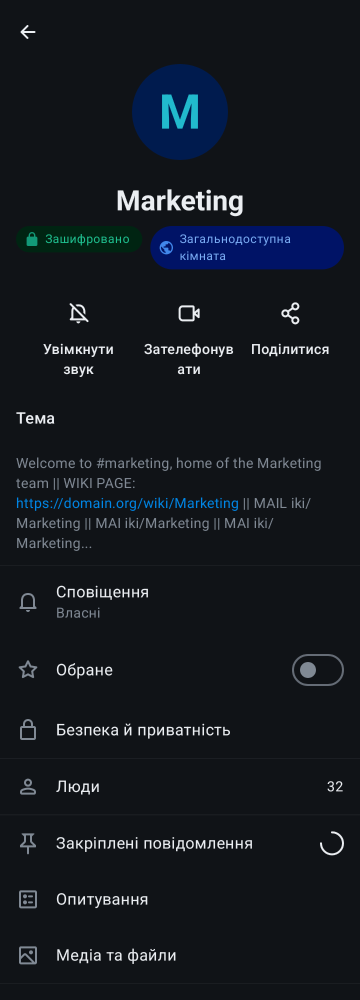 M
Marketing
Зашифровано
Загальнодоступна
кімната
Увімкнути
звук
Зателефонув
ати
Поділитися
Тема
Welcome to #marketing, home of the Marketing
team || WIKI PAGE:
https://domain.org/wiki/Marketing || MAIL iki/
Marketing || MAI iki/Marketing || MAI iki/
Marketing...
Сповіщення
Власні
Обране
Безпека й приватність
Люди
32
Закріплені повідомлення
Опитування
Медіа та файли